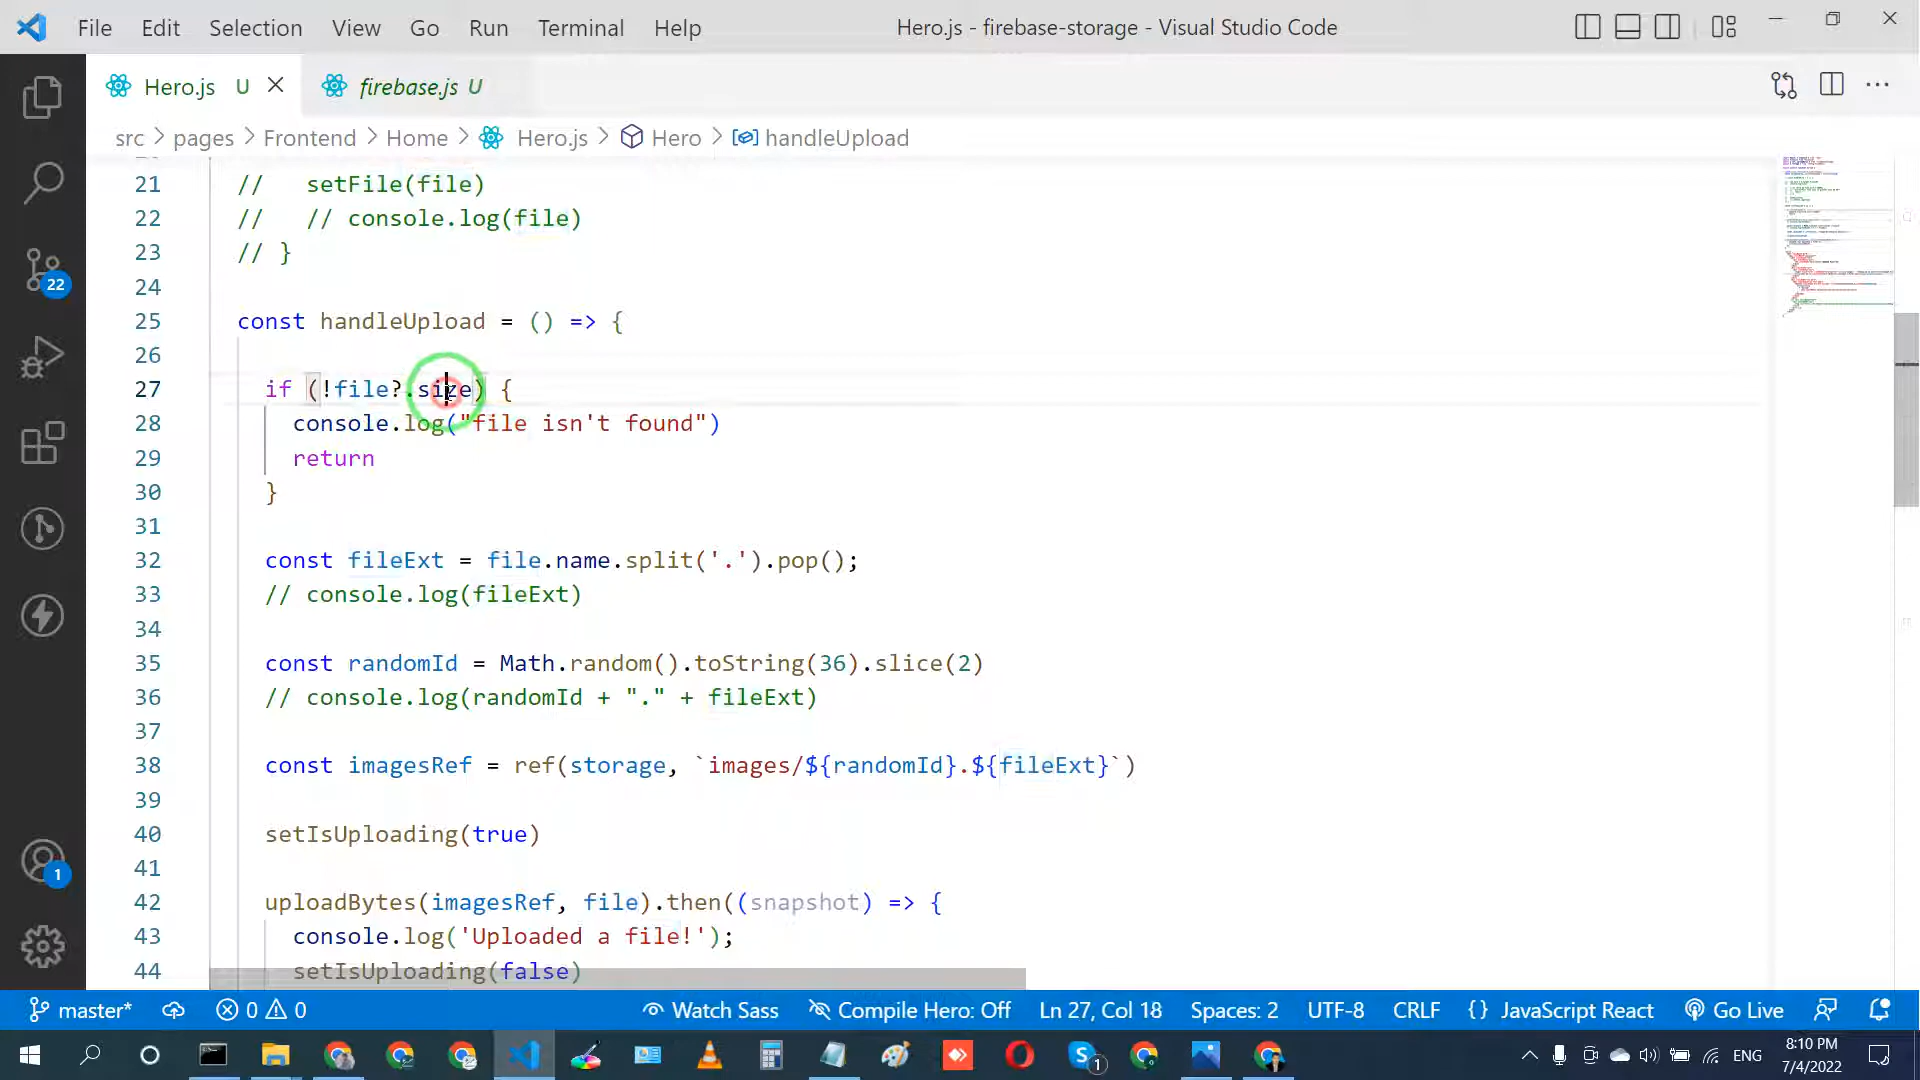 File Edit Selection View Go Run Terminal Help Hero.js - firebase-storage - Visual Studio Code
Hero.js U firebase.js U
src > pages > Frontend > Home > Hero.js > Hero > handleUpload
21 // setFile(file)
22 // // console.log(file)
23 // }
24
25 const handleUpload = () => {
26
27 if (!file?.size) {
28 console.log("file isn't found")
29 return
30 }
31
32 const fileExt = file.name.split('.').pop();
33 // console.log(fileExt)
34
35 const randomId = Math.random().toString(36).slice(2)
36 // console.log(randomId + "." + fileExt)
37
38 const imagesRef = ref(storage, `images/${randomId}.${fileExt}`)
39
40 setIsUploading(true)
41
42 uploadBytes(imagesRef, file).then((snapshot) => {
43 console.log('Uploaded a file!');
44 setIsUploading(false)
22
1
master* 0 0 Watch Sass Compile Hero: Off Ln 27, Col 18 Spaces: 2 UTF-8 CRLF {} JavaScript React Go Live
1 ENG 8:10 PM
7/4/2022